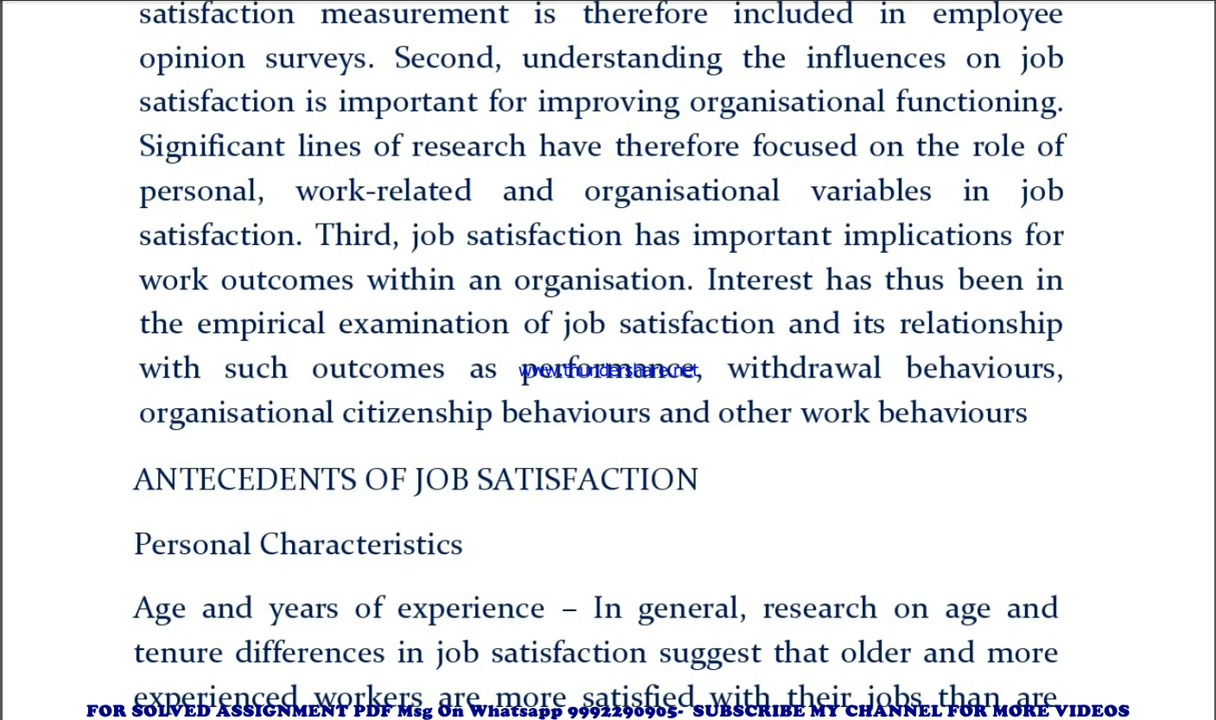 satisfaction measurement is therefore included in employee
opinion surveys. Second, understanding the influences on job
satisfaction is important for improving organisational functioning.
Significant lines of research have therefore focused on the role of
personal, work-related and organisational variables in job
satisfaction. Third, job satisfaction has important implications for
work outcomes within an organisation. Interest has thus been in
the empirical examination of job satisfaction and its relationship
with such outcomes as performance, withdrawal behaviours,
www.thundershare.net
organisational citizenship behaviours and other work behaviours
ANTECEDENTS OF JOB SATISFACTION
Personal Characteristics
Age and years of experience – In general, research on age and
tenure differences in job satisfaction suggest that older and more
experienced workers are more satisfied with their jobs than are
FOR SOLVED ASSIGNMENT PDF Msg On Whatsapp 9992290905- SUBSCRIBE MY CHANNEL FOR MORE VIDEOS